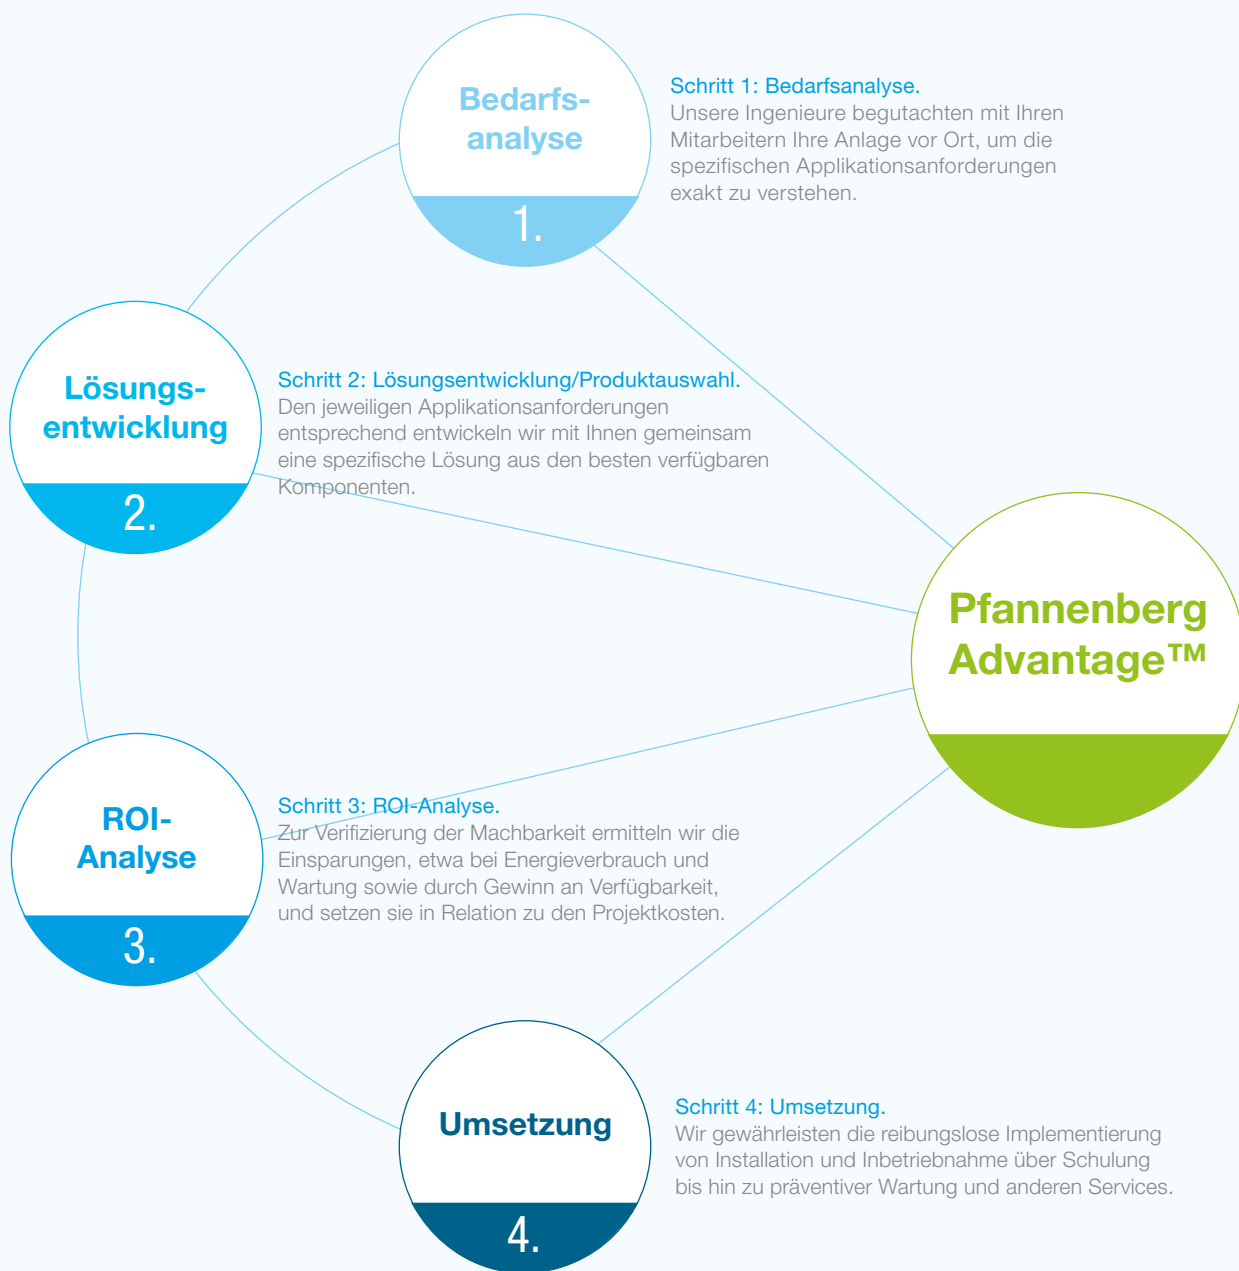 Bedarfs-
analyse
1.
Schritt 1: Bedarfsanalyse.
Unsere Ingenieure begutachten mit Ihren
Mitarbeitern Ihre Anlage vor Ort, um die
spezifischen Applikationsanforderungen
exakt zu verstehen.
Lösungs-
entwicklung
2.
Schritt 2: Lösungsentwicklung/Produktauswahl.
Den jeweiligen Applikationsanforderungen
entsprechend entwickeln wir mit Ihnen gemeinsam
eine spezifische Lösung aus den besten verfügbaren
Komponenten.
Pfannenberg
Advantage™
ROI-
Analyse
3.
Schritt 3: ROI-Analyse.
Zur Verifizierung der Machbarkeit ermitteln wir die
Einsparungen, etwa bei Energieverbrauch und
Wartung sowie durch Gewinn an Verfügbarkeit,
und setzen sie in Relation zu den Projektkosten.
Umsetzung
4.
Schritt 4: Umsetzung.
Wir gewährleisten die reibungslose Implementierung
von Installation und Inbetriebnahme über Schulung
bis hin zu präventiver Wartung und anderen Services.